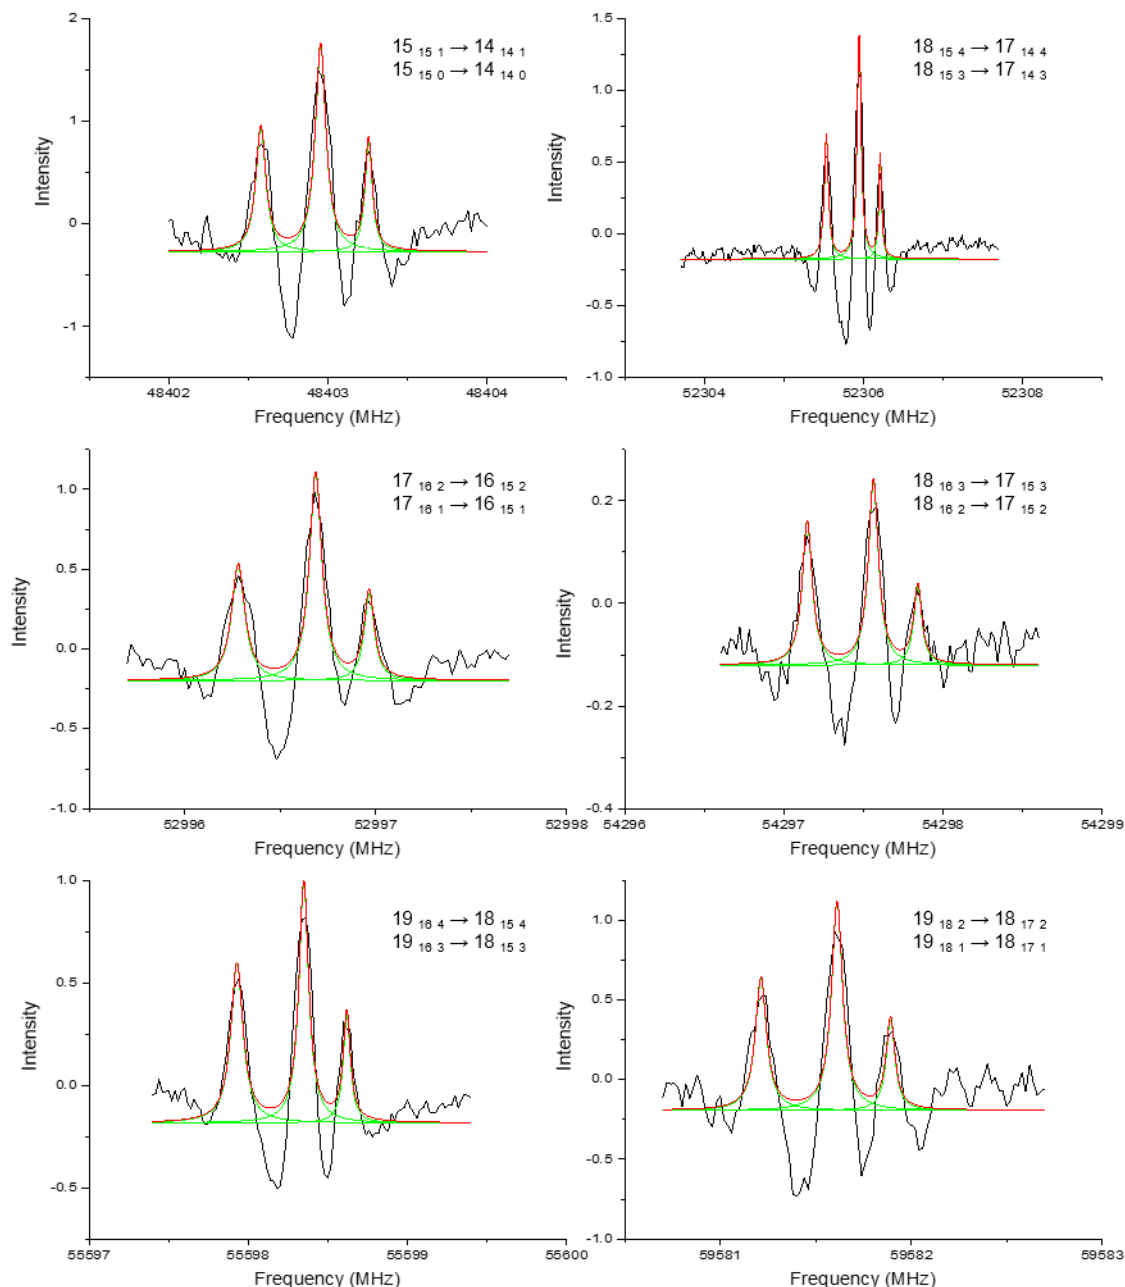 2
1
0
-1
Intensity
15 15 1 → 14 14 1
15 15 0 → 14 14 0
48402
48403
48404
Frequency (MHz)
1.5
1.0
0.5
0.0
-0.5
-1.0
Intensity
18 15 4 → 17 14 4
18 15 3 → 17 14 3
52304
52306
52308
Frequency (MHz)
1.0
0.5
0.0
-0.5
-1.0
Intensity
17 16 2 → 16 15 2
17 16 1 → 16 15 1
52996
52997
52998
Frequency (MHz)
0.2
0.0
-0.2
-0.4
Intensity
18 16 3 → 17 15 3
18 16 2 → 17 15 2
54296
54297
54298
54299
Frequency (MHz)
1.0
0.5
0.0
-0.5
Intensity
19 16 4 → 18 15 4
19 16 3 → 18 15 3
55597
55598
55599
55600
Frequency (MHz)
1.0
0.5
0.0
-0.5
-1.0
Intensity
19 18 2 → 18 17 2
19 18 1 → 18 17 1
59581
59582
59583
Frequency (MHz)